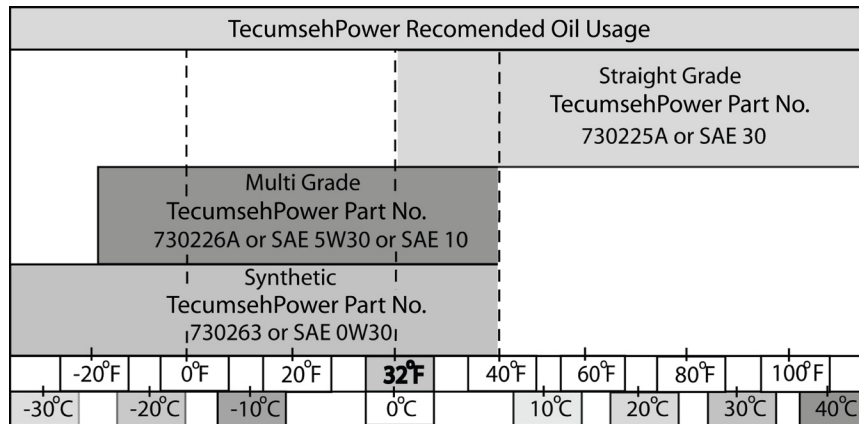 TecumsehPower Recomended Oil Usage
Straight Grade
TecumsehPower Part No.
730225A or SAE 30
Multi Grade
TecumsehPower Part No.
730226A or SAE 5W30 or SAE 10
Synthetic
TecumsehPower Part No.
730263 or SAE 0W30
-20°F 0°F 20°F 32°F 40°F 60°F 80°F 100°F
-30°C -20°C -10°C 0°C 10°C 20°C 30°C 40°C